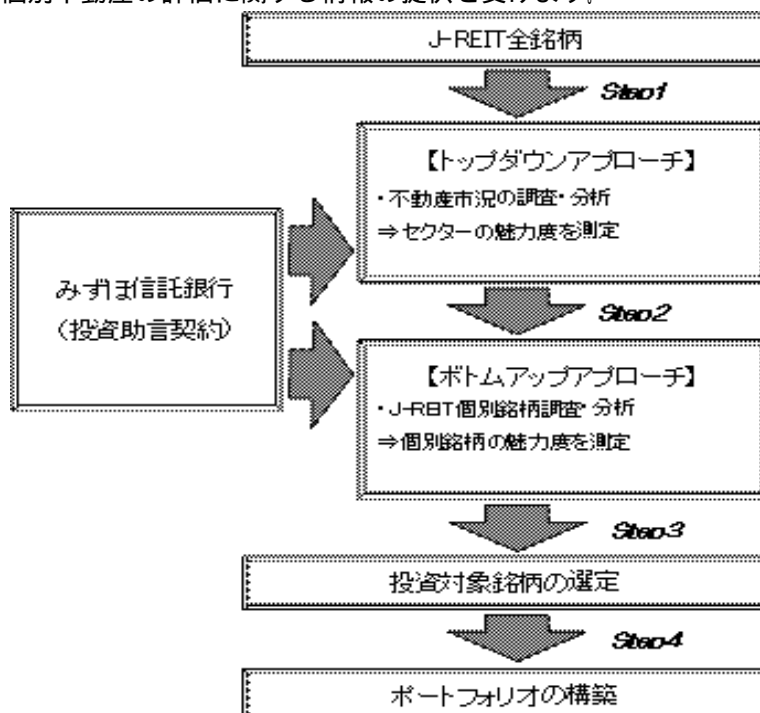 個別不動産の評価に関する情報の提供を受けます。
J-REIT全銘柄
Step1
【トップダウンアプローチ】
・不動産市況の調査・分析
⇒セクターの魅力度を測定
みずほ信託銀行
（投資助言契約）
Step2
【ボトムアップアプローチ】
・J-REIT個別銘柄調査・分析
⇒個別銘柄の魅力度を測定
Step3
投資対象銘柄の選定
Step4
ポートフォリオの構築